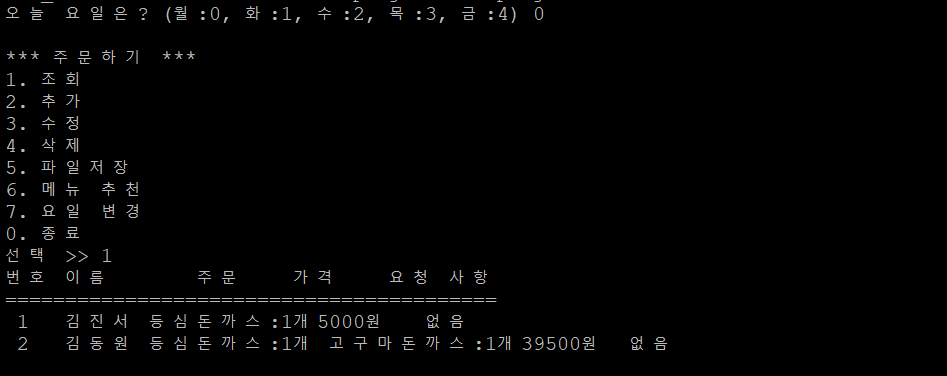 오늘 요일은? (월 :0, 화 :1, 수 :2, 목 :3, 금 :4) 0
*** 주문하기 ***
1. 조회
2. 추가
3. 수정
4. 삭제
5. 파일저장
6. 메뉴 추천
7. 요일 변경
0. 종료
선택 >> 1
번호 이름 주문 가격 요청 사항
=========================================
1 김진서 등심돈까스 :1개 5000원 없음
2 김동원 등심돈까스 :1개 고구마돈까스 :1개 39500원 없음